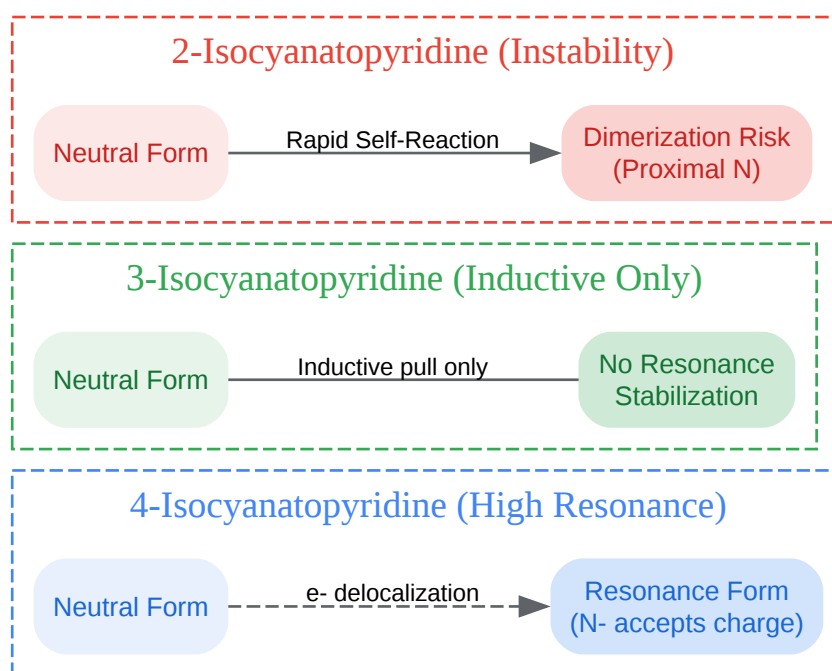 2-Isocyanatopyridine (Instability)
Neutral Form
Rapid Self-Reaction
Dimerization Risk
(Proximal N)
3-Isocyanatopyridine (Inductive Only)
Neutral Form
Inductive pull only
No Resonance
Stabilization
4-Isocyanatopyridine (High Resonance)
Neutral Form
e- delocalization
Resonance Form
(N- accepts charge)